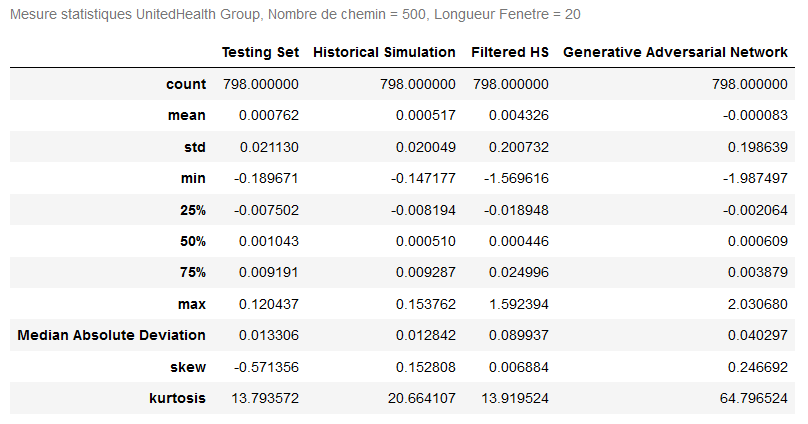 Mesure statistiques UnitedHealth Group, Nombre de chemin = 500, Longueur Fenetre = 20
Testing Set Historical Simulation Filtered HS Generative Adversarial Network
count 798.000000 798.000000 798.000000 798.000000
mean 0.000762 0.000517 0.004326 -0.000083
std 0.021130 0.020049 0.200732 0.198639
min -0.189671 -0.147177 -1.569616 -1.987497
25% -0.007502 -0.008194 -0.018948 -0.002064
50% 0.001043 0.000510 0.000446 0.000609
75% 0.009191 0.009287 0.024996 0.003879
max 0.120437 0.153762 1.592394 2.030680
Median Absolute Deviation 0.013306 0.012842 0.089937 0.040297
skew -0.571356 0.152808 0.006884 0.246692
kurtosis 13.793572 20.664107 13.919524 64.796524